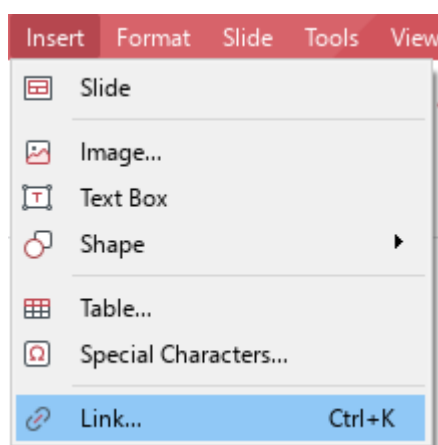 Insert Format Slide Tools View
Slide
Image...
Text Box
Shape
Table...
Special Characters...
Link... Ctrl+K